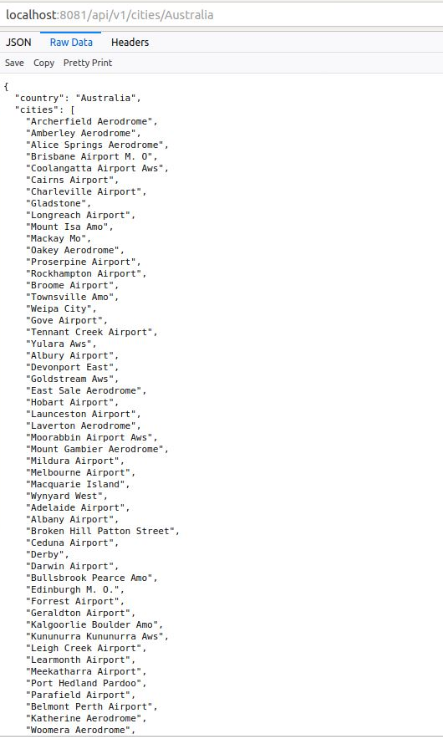 localhost:8081/api/v1/cities/Australia
JSON Raw Data Headers
Save Copy Pretty Print
{
"country": "Australia",
"cities": [
"Archerfield Aerodrome",
"Amberley Aerodrome",
"Alice Springs Aerodrome",
"Brisbane Airport M. O",
"Coolangatta Airport Aws",
"Cairns Airport",
"Charleville Airport",
"Gladstone",
"Longreach Airport",
"Mount Isa Amo",
"Mackay Mo",
"Oakey Aerodrome",
"Proserpine Airport",
"Rockhampton Airport",
"Broome Airport",
"Townsville Amo",
"Weipa City",
"Gove Airport",
"Tennant Creek Airport",
"Yulara Aws",
"Albury Airport",
"Devonport East",
"Goldstream Aws",
"East Sale Aerodrome",
"Hobart Airport",
"Launceston Airport",
"Laverton Aerodrome",
"Moorabbin Airport Aws",
"Mount Gambier Aerodrome",
"Mildura Airport",
"Melbourne Airport",
"Macquarie Island",
"Wynyard West",
"Adelaide Airport",
"Albany Airport",
"Broken Hill Patton Street",
"Ceduna Airport",
"Derby",
"Darwin Airport",
"Bullsbrook Pearce Amo",
"Edinburgh M. O.",
"Forrest Airport",
"Geraldton Airport",
"Kalgoorlie Boulder Amo",
"Kununurra Kununurra Aws",
"Leigh Creek Airport",
"Learmonth Airport",
"Meekatharra Airport",
"Port Hedland Pardoo",
"Parafield Airport",
"Belmont Perth Airport",
"Katherine Aerodrome",
"Woomera Aerodrome",